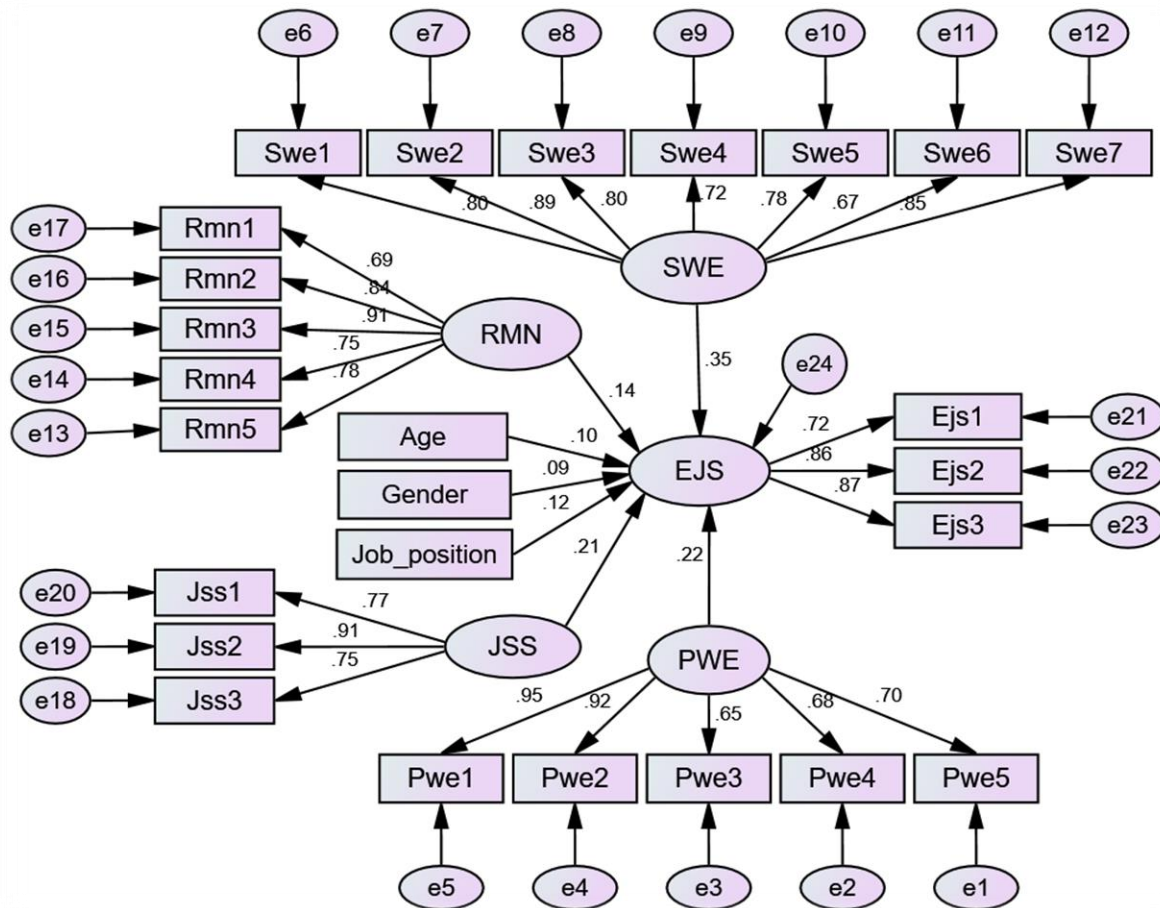 e6 e7 e8 e9 e10 e11 e12
Swe1 Swe2 Swe3 Swe4 Swe5 Swe6 Swe7
.80 .89 .80 .72 .78 .67 .85
SWE
e17 Rmn1
e16 Rmn2
e15 Rmn3
e14 Rmn4
e13 Rmn5
.69
.84
.91
.75
.78
RMN
.14
.35
e24
Age
Gender
Job_position
.10
.09
.12
EJS
.72
.86
.87
Ejs1 e21
Ejs2 e22
Ejs3 e23
.21
.22
e20 Jss1
e19 Jss2
e18 Jss3
.77
.91
.75
JSS
PWE
.95 .92 .65 .68 .70
Pwe1 Pwe2 Pwe3 Pwe4 Pwe5
e5 e4 e3 e2 e1